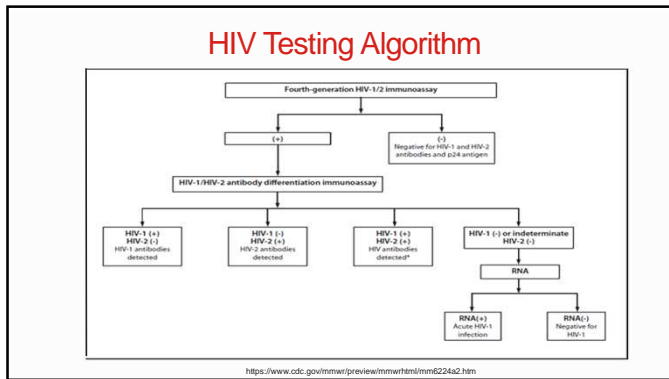 HIV Testing Algorithm
Fourth-generation HIV-1/2 immunoassay
(+)
(-)
Negative for HIV-1 and HIV-2
antibodies and p24 antigen
HIV-1/HIV-2 antibody differentiation immunoassay
HIV-1 (+)
HIV-2 (-)
HIV-1 antibodies
detected
HIV-1 (-)
HIV-2 (+)
HIV-2 antibodies
detected
HIV-1 (+)
HIV-2 (+)
HIV antibodies
detected*
HIV-1 (-) or indeterminate
HIV-2 (-)
RNA
RNA(+)
Acute HIV-1
infection
RNA(-)
Negative for
HIV-1
https://www.cdc.gov/mmwr/preview/mmwrhtml/mm6224a2.htm